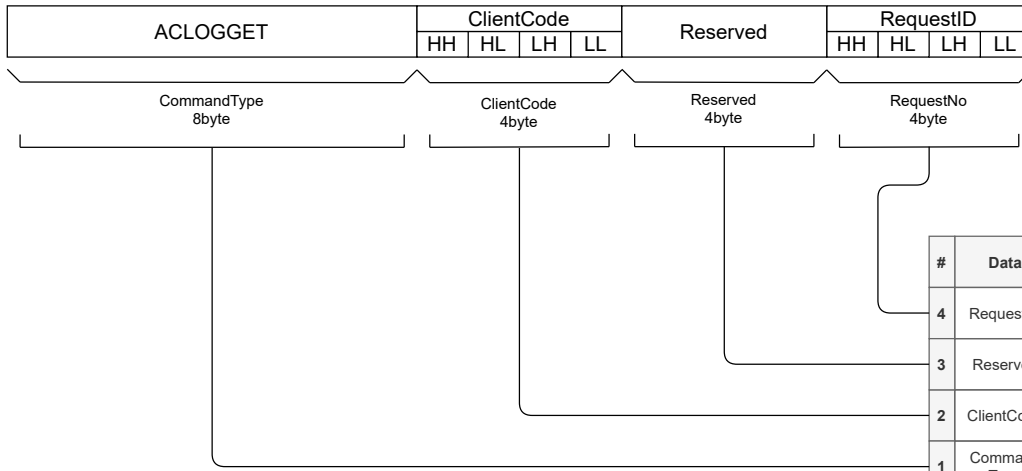 ACLOGGET ClientCode Reserved RequestID
HH HL LH LL HH HL LH LL
CommandType ClientCode Reserved RequestNo
8byte 4byte 4byte 4byte
# Data
4
3
2
1